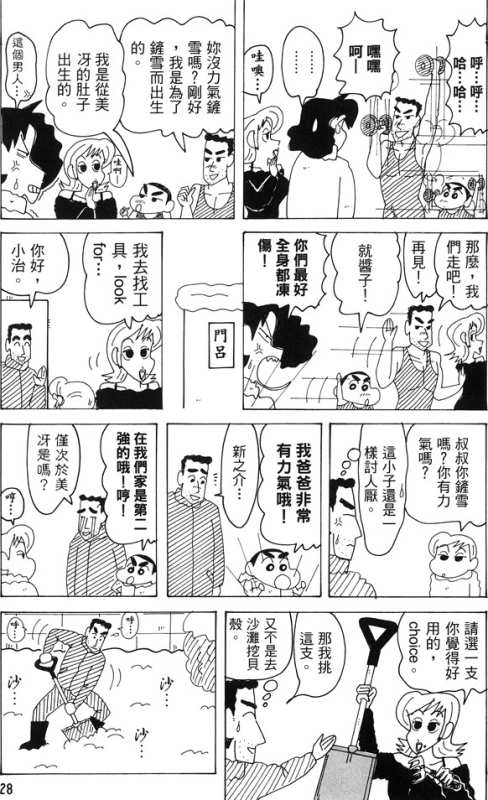 呼⋯呼⋯
哈⋯哈⋯
嘿嘿
呵—
⋯⋯⋯
⋯⋯⋯⋯
哇噢⋯
妳沒力氣鏟
雪嗎？剛好
，我是為了
鏟雪而出生
的。
哇啊
我是從美
冴的肚子
出生的。
這個男人⋯
那麼，我
們走吧！
再見！
就醬子！
你們最好
全身都凍
傷！
門呂
我去找工
具，look
for⋯
你好，
小治。
叔叔你鏟雪
嗎？你有力
氣嗎？
這小子還是一
樣討人厭。
我爸爸非常
有力氣哦！
新之介⋯
在我們家是第二
強的哦！哼！
僅次於美
冴是嗎？
哼⋯
請選一支
你覺得好
用的，
choice.
那我挑
這支。
又不是去
沙灘挖貝
殼。
沙⋯
沙⋯
沙⋯
28